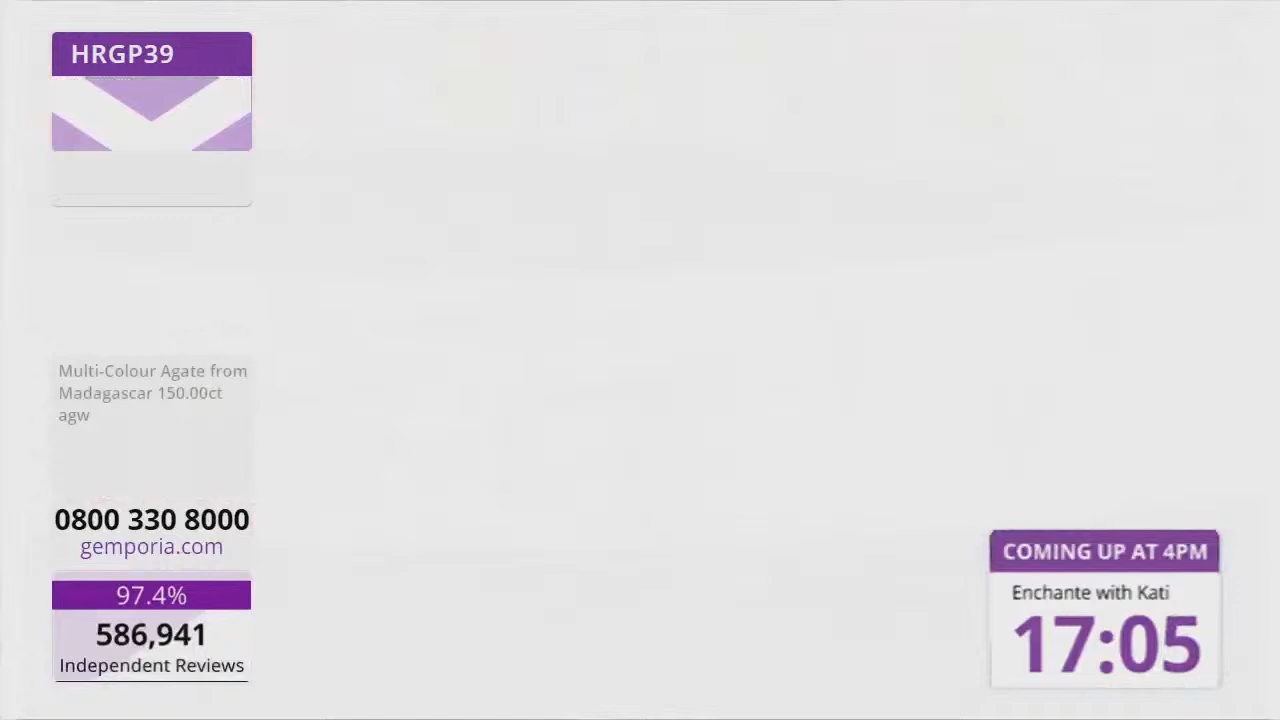 HRGP39
Multi-Colour Agate from
Madagascar 150.00ct
agw
0800 330 8000
gemporia.com
97.4%
586,941
Independent Reviews
COMING UP AT 4PM
Enchante with Kati
17:05